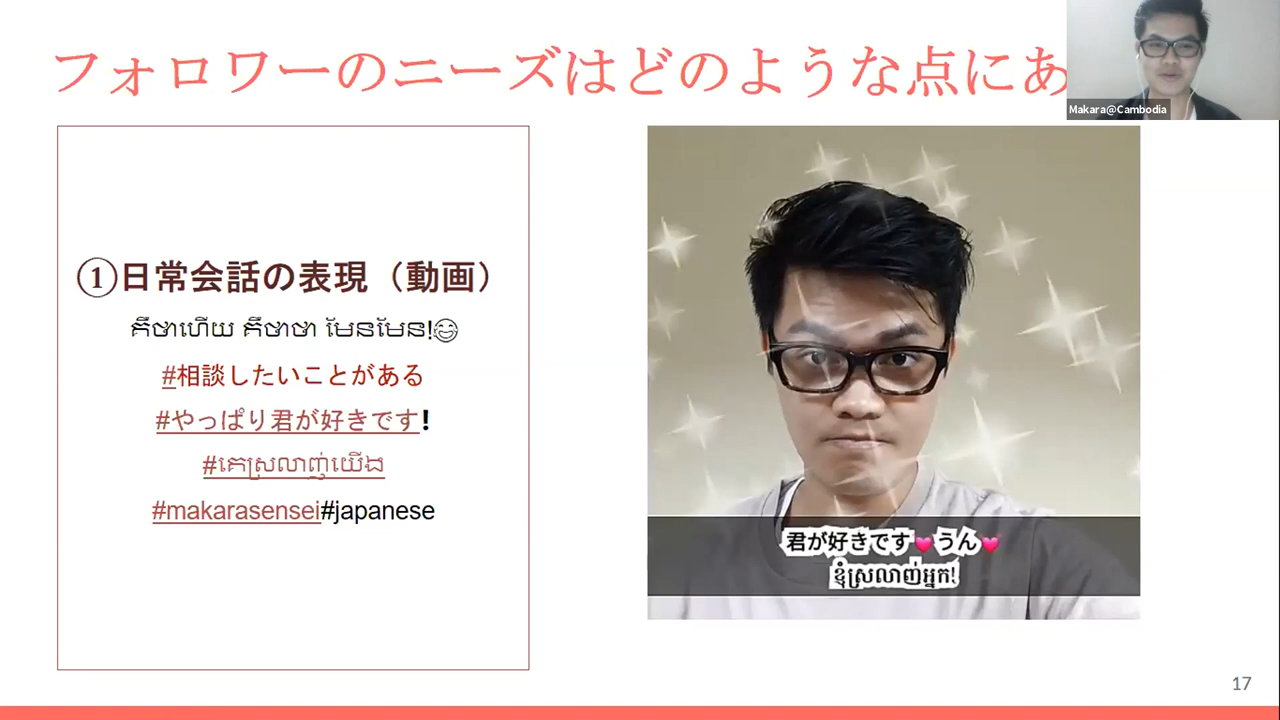 フォロワーのニーズはどのような点にあ
Makara@Cambodia
①日常会話の表現（動画）
គឺថាហើយ គឺថាថា មែនមែន!😂
#相談したいことがある
#やっぱり君が好きです!
#គេស្រលាញ់យើង
#makarasensei#japanese
君が好きです💓うん💓
ខ្ញុំស្រលាញ់អ្នក!
17